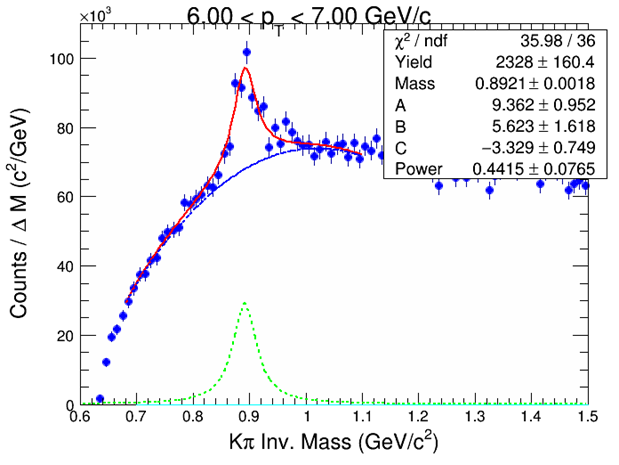 6.00 < p_T < 7.00 GeV/c
×10³
χ² / ndf 35.98 / 36
Yield 2328 ± 160.4
Mass 0.8921 ± 0.0018
A 9.362 ± 0.952
B 5.623 ± 1.618
C −3.329 ± 0.749
Power 0.4415 ± 0.0765
100
80
60
40
20
0
Counts / Δ M (c²/GeV)
0.6 0.7 0.8 0.9 1 1.1 1.2 1.3 1.4 1.5
Kπ Inv. Mass (GeV/c²)